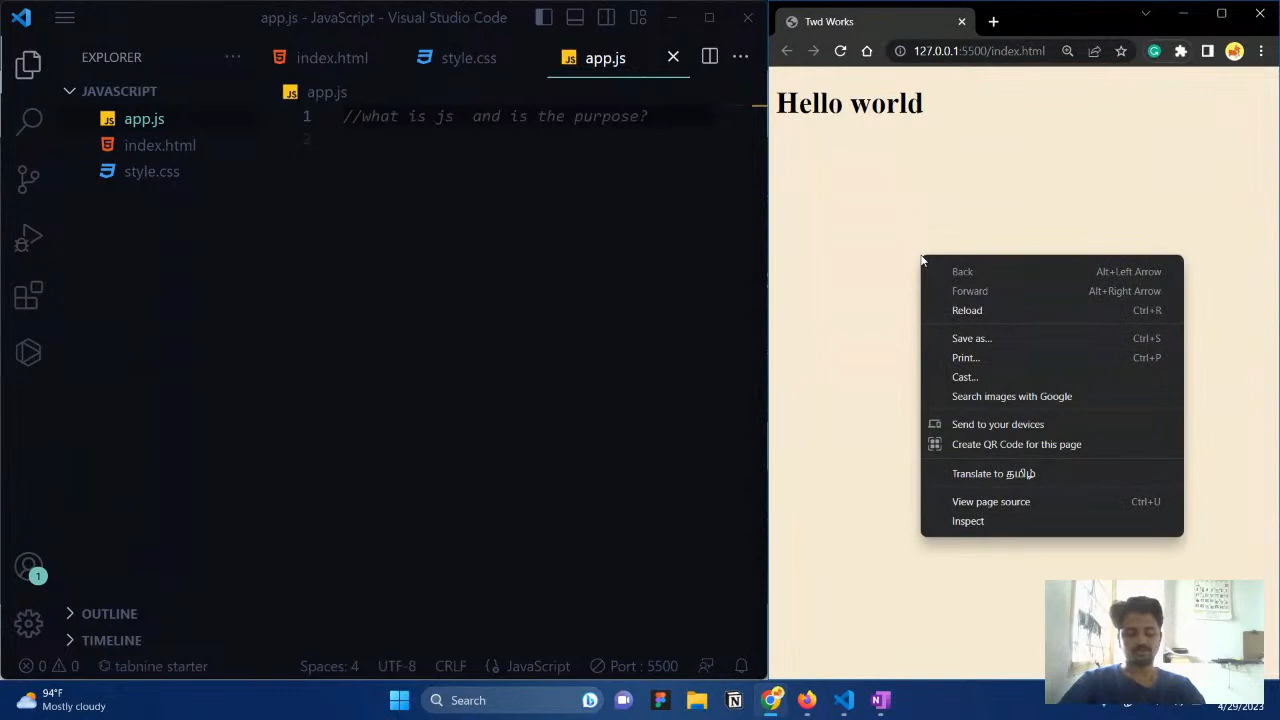 app.js - JavaScript - Visual Studio Code
EXPLORER
index.html
style.css
app.js
JAVASCRIPT
app.js
index.html
style.css
app.js
1
//what is js  and is the purpose?
2
OUTLINE
TIMELINE
1
0
0
tabnine starter
Spaces: 4
UTF-8
CRLF
JavaScript
Port : 5500
Twd Works
127.0.0.1:5500/index.html
Hello world
Back Alt+Left Arrow
Forward Alt+Right Arrow
Reload Ctrl+R
Save as... Ctrl+S
Print... Ctrl+P
Cast...
Search images with Google
Send to your devices
Create QR Code for this page
Translate to தமிழ்
View page source Ctrl+U
Inspect
94°F
Mostly cloudy
Search